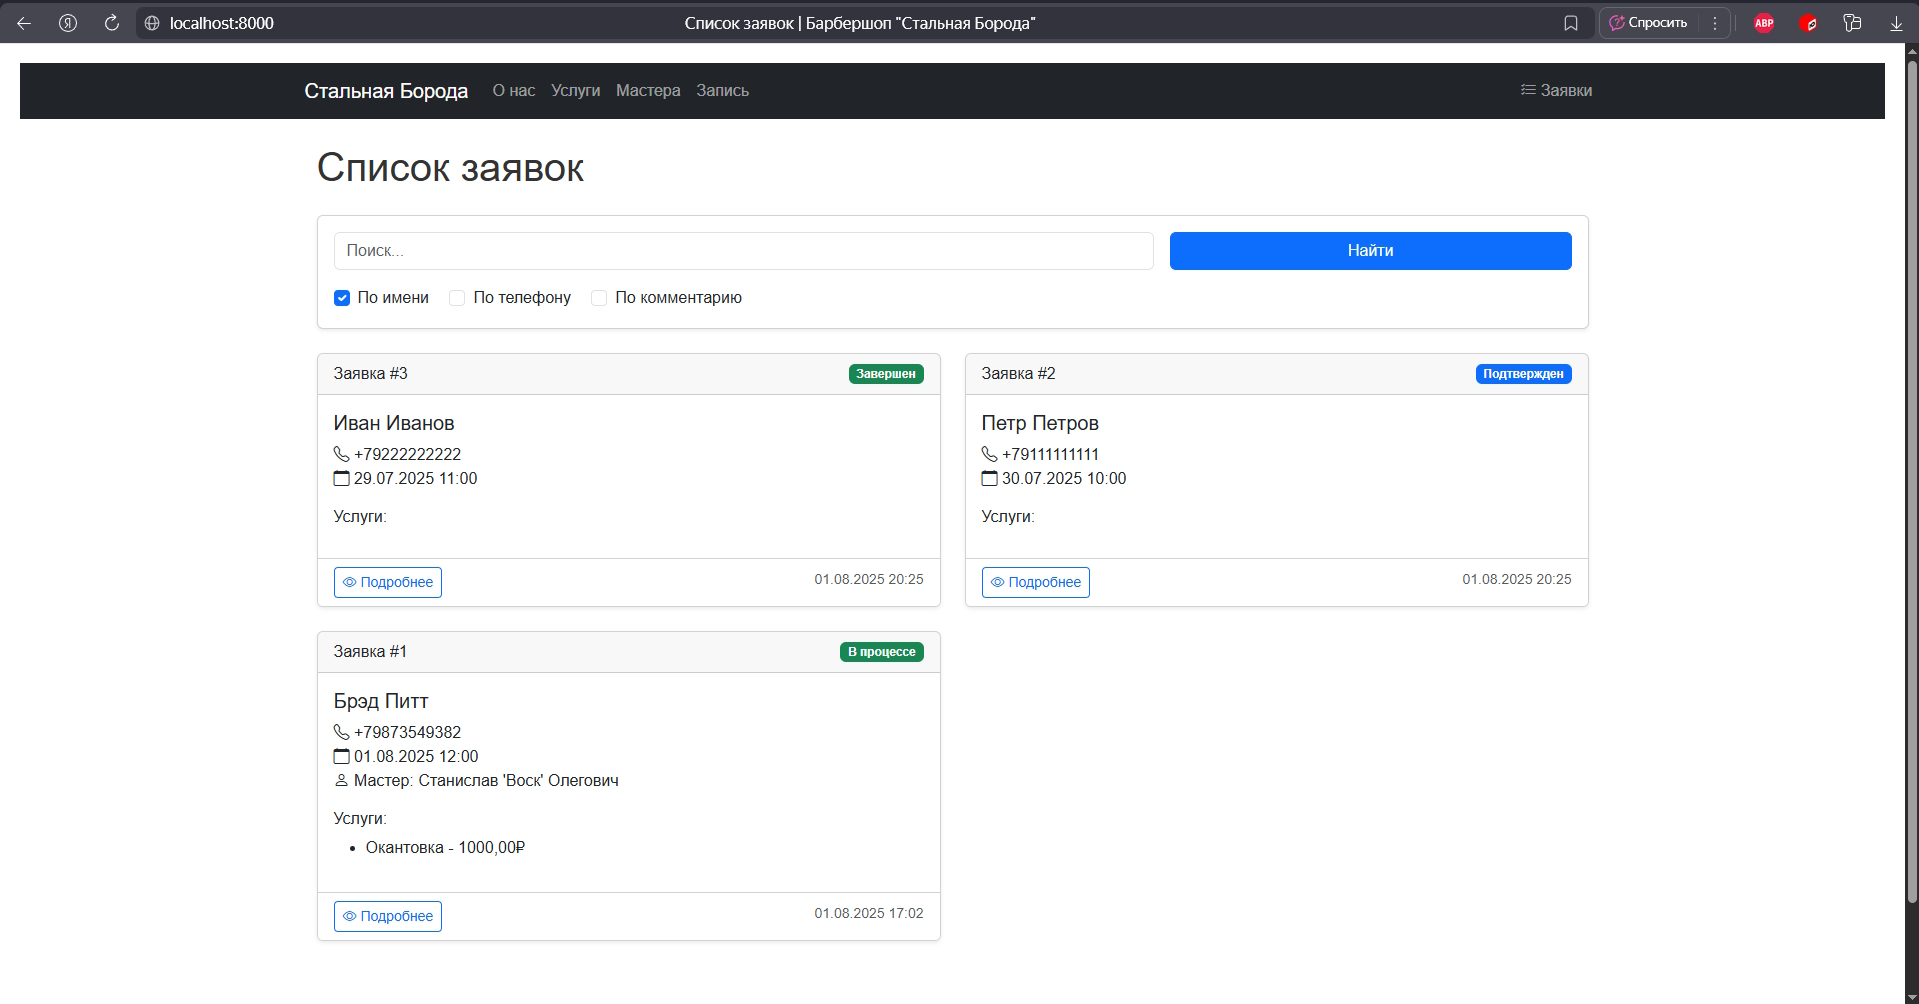 localhost:8000
Список заявок | Барбершоп "Стальная Борода"
Спросить
ABP
Стальная Борода
О нас
Услуги
Мастера
Запись
Заявки
Список заявок
Поиск...
Найти
По имени
По телефону
По комментарию
Заявка #3
Завершен
Иван Иванов
+79222222222
29.07.2025 11:00
Услуги:
Подробнее
01.08.2025 20:25
Заявка #2
Подтвержден
Петр Петров
+79111111111
30.07.2025 10:00
Услуги:
Подробнее
01.08.2025 20:25
Заявка #1
В процессе
Брэд Питт
+79873549382
01.08.2025 12:00
Мастер: Станислав 'Воск' Олегович
Услуги:
Окантовка - 1000,00₽
Подробнее
01.08.2025 17:02